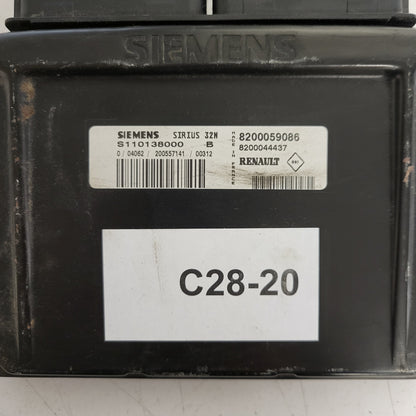 SIEMENS
SIEMENS SIRIUS 32N
S110138000 B
0 / 04062 / 200557141 / 00312
MADE IN FRANCE
8200059086
8200044437
RENAULT
C28-20